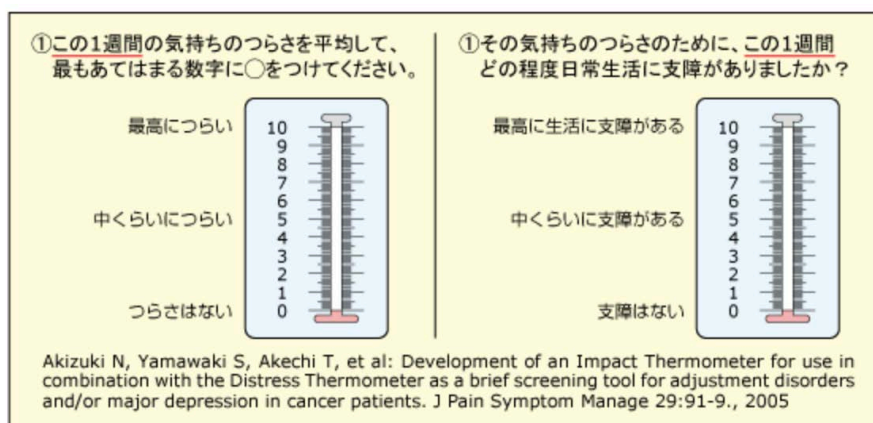 ①この1週間の気持ちのつらさを平均して、
最もあてはまる数字に○をつけてください。
最高につらい
中くらいにつらい
つらさはない
10
9
8
7
6
5
4
3
2
1
0
①その気持ちのつらさのために、この1週間
どの程度日常生活に支障がありましたか？
最高に生活に支障がある
中くらいに支障がある
支障はない
10
9
8
7
6
5
4
3
2
1
0
Akizuki N, Yamawaki S, Akechi T, et al: Development of an Impact Thermometer for use in
combination with the Distress Thermometer as a brief screening tool for adjustment disorders
and/or major depression in cancer patients. J Pain Symptom Manage 29:91-9., 2005